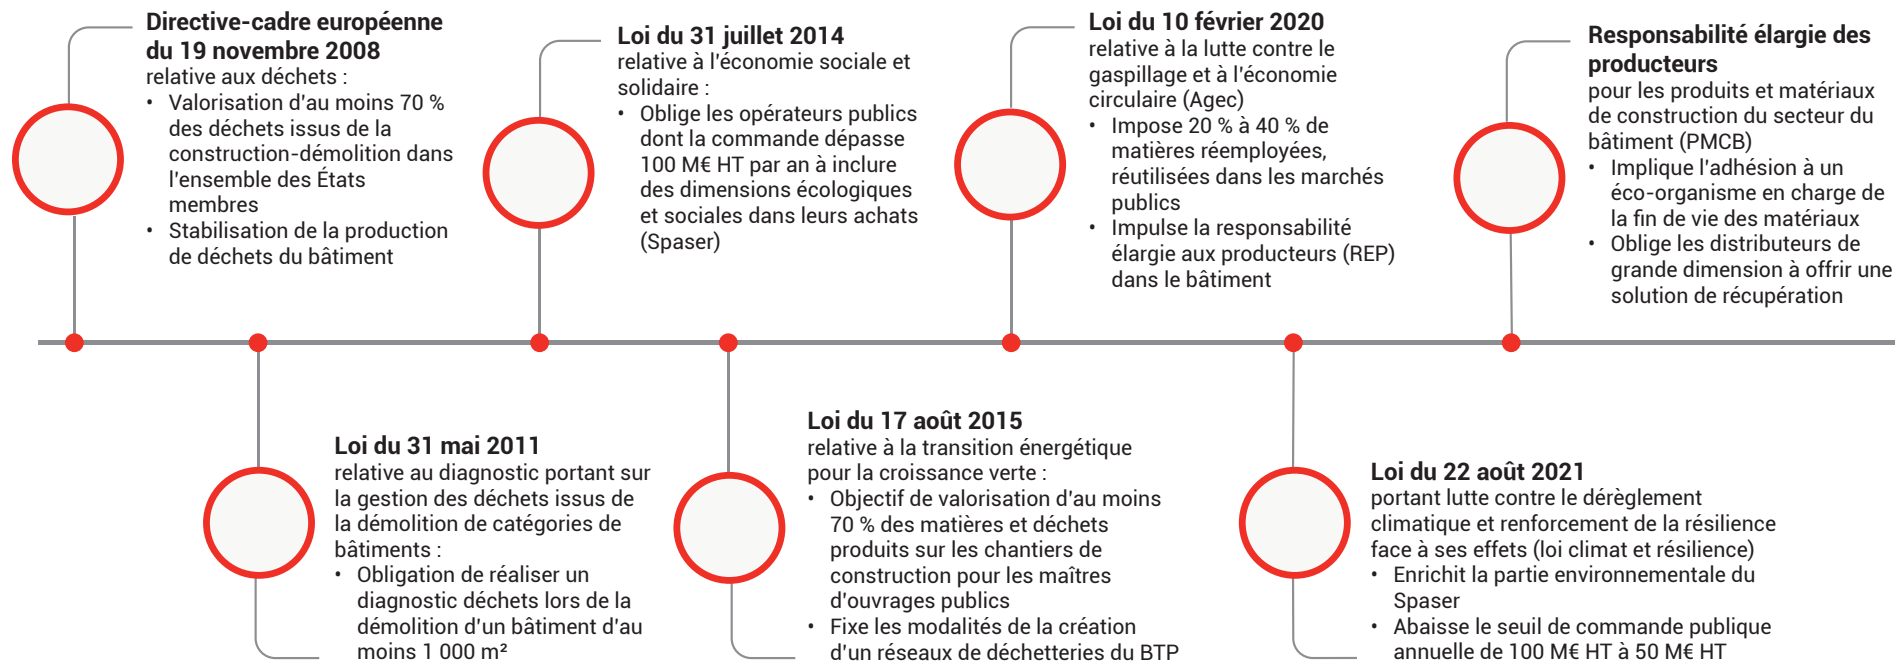 Directive-cadre européenne
du 19 novembre 2008
relative aux déchets :
• Valorisation d'au moins 70 %
des déchets issus de la
construction-démolition dans
l'ensemble des États
membres
• Stabilisation de la production
de déchets du bâtiment
Loi du 31 juillet 2014
relative à l'économie sociale et
solidaire :
• Oblige les opérateurs publics
dont la commande dépasse
100 M€ HT par an à inclure
des dimensions écologiques
et sociales dans leurs achats
(Spaser)
Loi du 10 février 2020
relative à la lutte contre le
gaspillage et à l'économie
circulaire (Agec)
• Impose 20 % à 40 % de
matières réemployées,
réutilisées dans les marchés
publics
• Impulse la responsabilité
élargie aux producteurs (REP)
dans le bâtiment
Responsabilité élargie des
producteurs
pour les produits et matériaux
de construction du secteur du
bâtiment (PMCB)
• Implique l'adhésion à un
éco-organisme en charge de
la fin de vie des matériaux
• Oblige les distributeurs de
grande dimension à offrir une
solution de récupération
Loi du 31 mai 2011
relative au diagnostic portant sur
la gestion des déchets issus de
la démolition de catégories de
bâtiments :
• Obligation de réaliser un
diagnostic déchets lors de la
démolition d'un bâtiment d'au
moins 1 000 m²
Loi du 17 août 2015
relative à la transition énergétique
pour la croissance verte :
• Objectif de valorisation d'au moins
70 % des matières et déchets
produits sur les chantiers de
construction pour les maîtres
d'ouvrages publics
• Fixe les modalités de la création
d'un réseaux de déchetteries du BTP
Loi du 22 août 2021
portant lutte contre le dérèglement
climatique et renforcement de la résilience
face à ses effets (loi climat et résilience)
• Enrichit la partie environnementale du
Spaser
• Abaisse le seuil de commande publique
annuelle de 100 M€ HT à 50 M€ HT